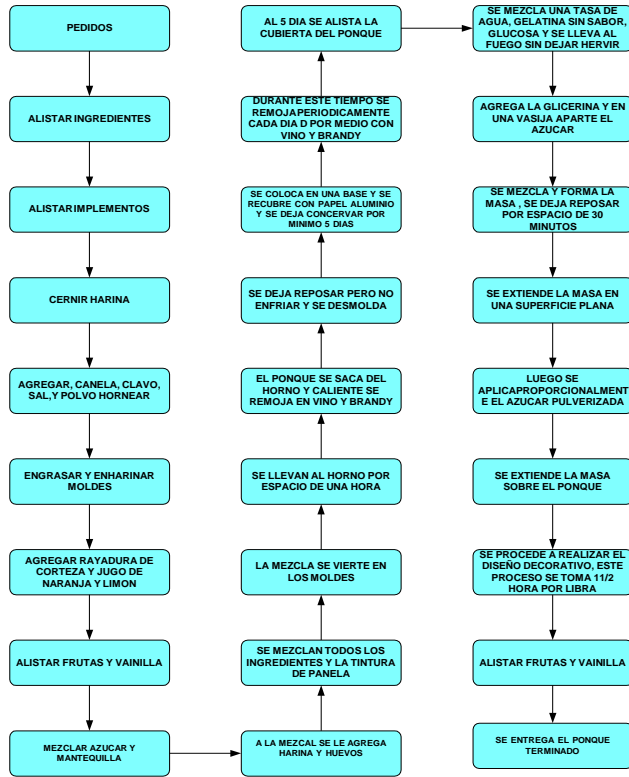 PEDIDOS
ALISTAR INGREDIENTES
ALISTAR IMPLEMENTOS
CERNIR HARINA
AGREGAR, CANELA, CLAVO,
SAL,Y POLVO HORNEAR
ENGRASAR Y ENHARINAR
MOLDES
AGREGAR RAYADURA DE
CORTEZA Y JUGO DE
NARANJA Y LIMON
ALISTAR FRUTAS Y VAINILLA
MEZCLAR AZUCAR Y
MANTEQUILLA
A LA MEZCAL SE LE AGREGA
HARINA Y HUEVOS
SE MEZCLAN TODOS LOS
INGREDIENTES Y LA TINTURA
DE PANELA
LA MEZCLA SE VIERTE EN
LOS MOLDES
SE LLEVAN AL HORNO POR
ESPACIO DE UNA HORA
EL PONQUE SE SACA DEL
HORNO Y CALIENTE SE
REMOJA EN VINO Y BRANDY
SE DEJA REPOSAR PERO NO
ENFRIAR Y SE DESMOLDA
SE COLOCA EN UNA BASE Y SE
RECUBRE CON PAPEL ALUMINIO
Y SE DEJA CONCERVAR POR
MINIMO 5 DIAS
DURANTE ESTE TIEMPO SE
REMOJA PERIODICAMENTE
CADA DIA D POR MEDIO CON
VINO Y BRANDY
AL 5 DIA SE ALISTA LA
CUBIERTA DEL PONQUE
SE MEZCLA UNA TASA DE
AGUA, GELATINA SIN SABOR,
GLUCOSA Y SE LLEVA AL
FUEGO SIN DEJAR HERVIR
AGREGA LA GLICERINA Y EN
UNA VASIJA APARTE EL
AZUCAR
SE MEZCLA Y FORMA LA
MASA , SE DEJA REPOSAR
POR ESPACIO DE 30
MINUTOS
SE EXTIENDE LA MASA EN
UNA SUPERFICIE PLANA
LUEGO SE
APLICAPROPORCIONALMENT
E EL AZUCAR PULVERIZADA
SE EXTIENDE LA MASA
SOBRE EL PONQUE
SE PROCEDE A REALIZAR EL
DISEÑO DECORATIVO, ESTE
PROCESO SE TOMA 11/2
HORA POR LIBRA
ALISTAR FRUTAS Y VAINILLA
SE ENTREGA EL PONQUE
TERMINADO